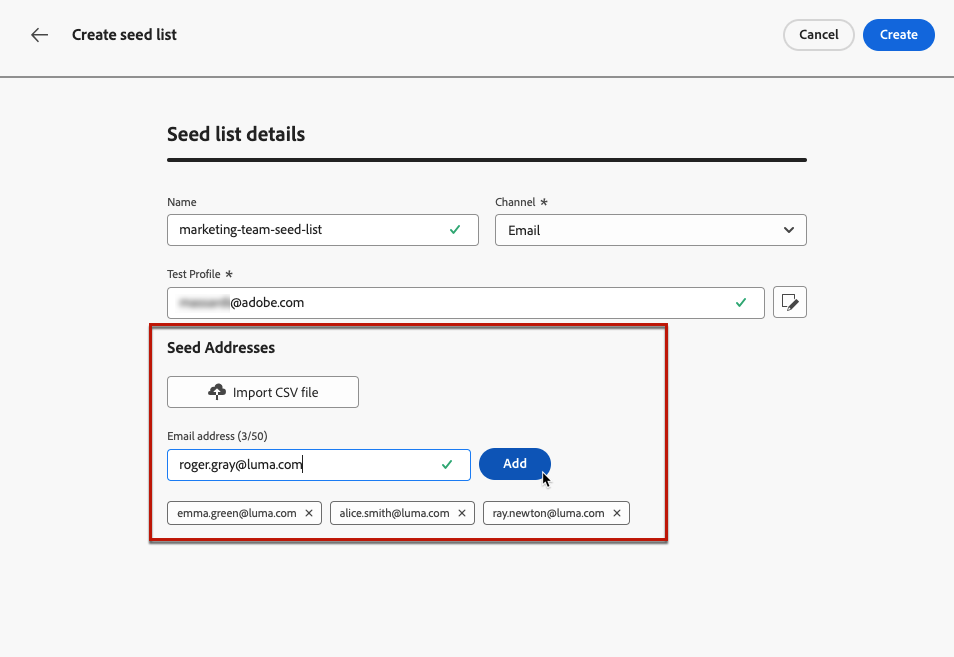 Create seed list
Cancel
Create
Seed list details
Name
Channel *
marketing-team-seed-list
Email
Test Profile *
@adobe.com
Seed Addresses
Import CSV file
Email address (3/50)
roger.gray@luma.com
Add
emma.green@luma.com
alice.smith@luma.com
ray.newton@luma.com